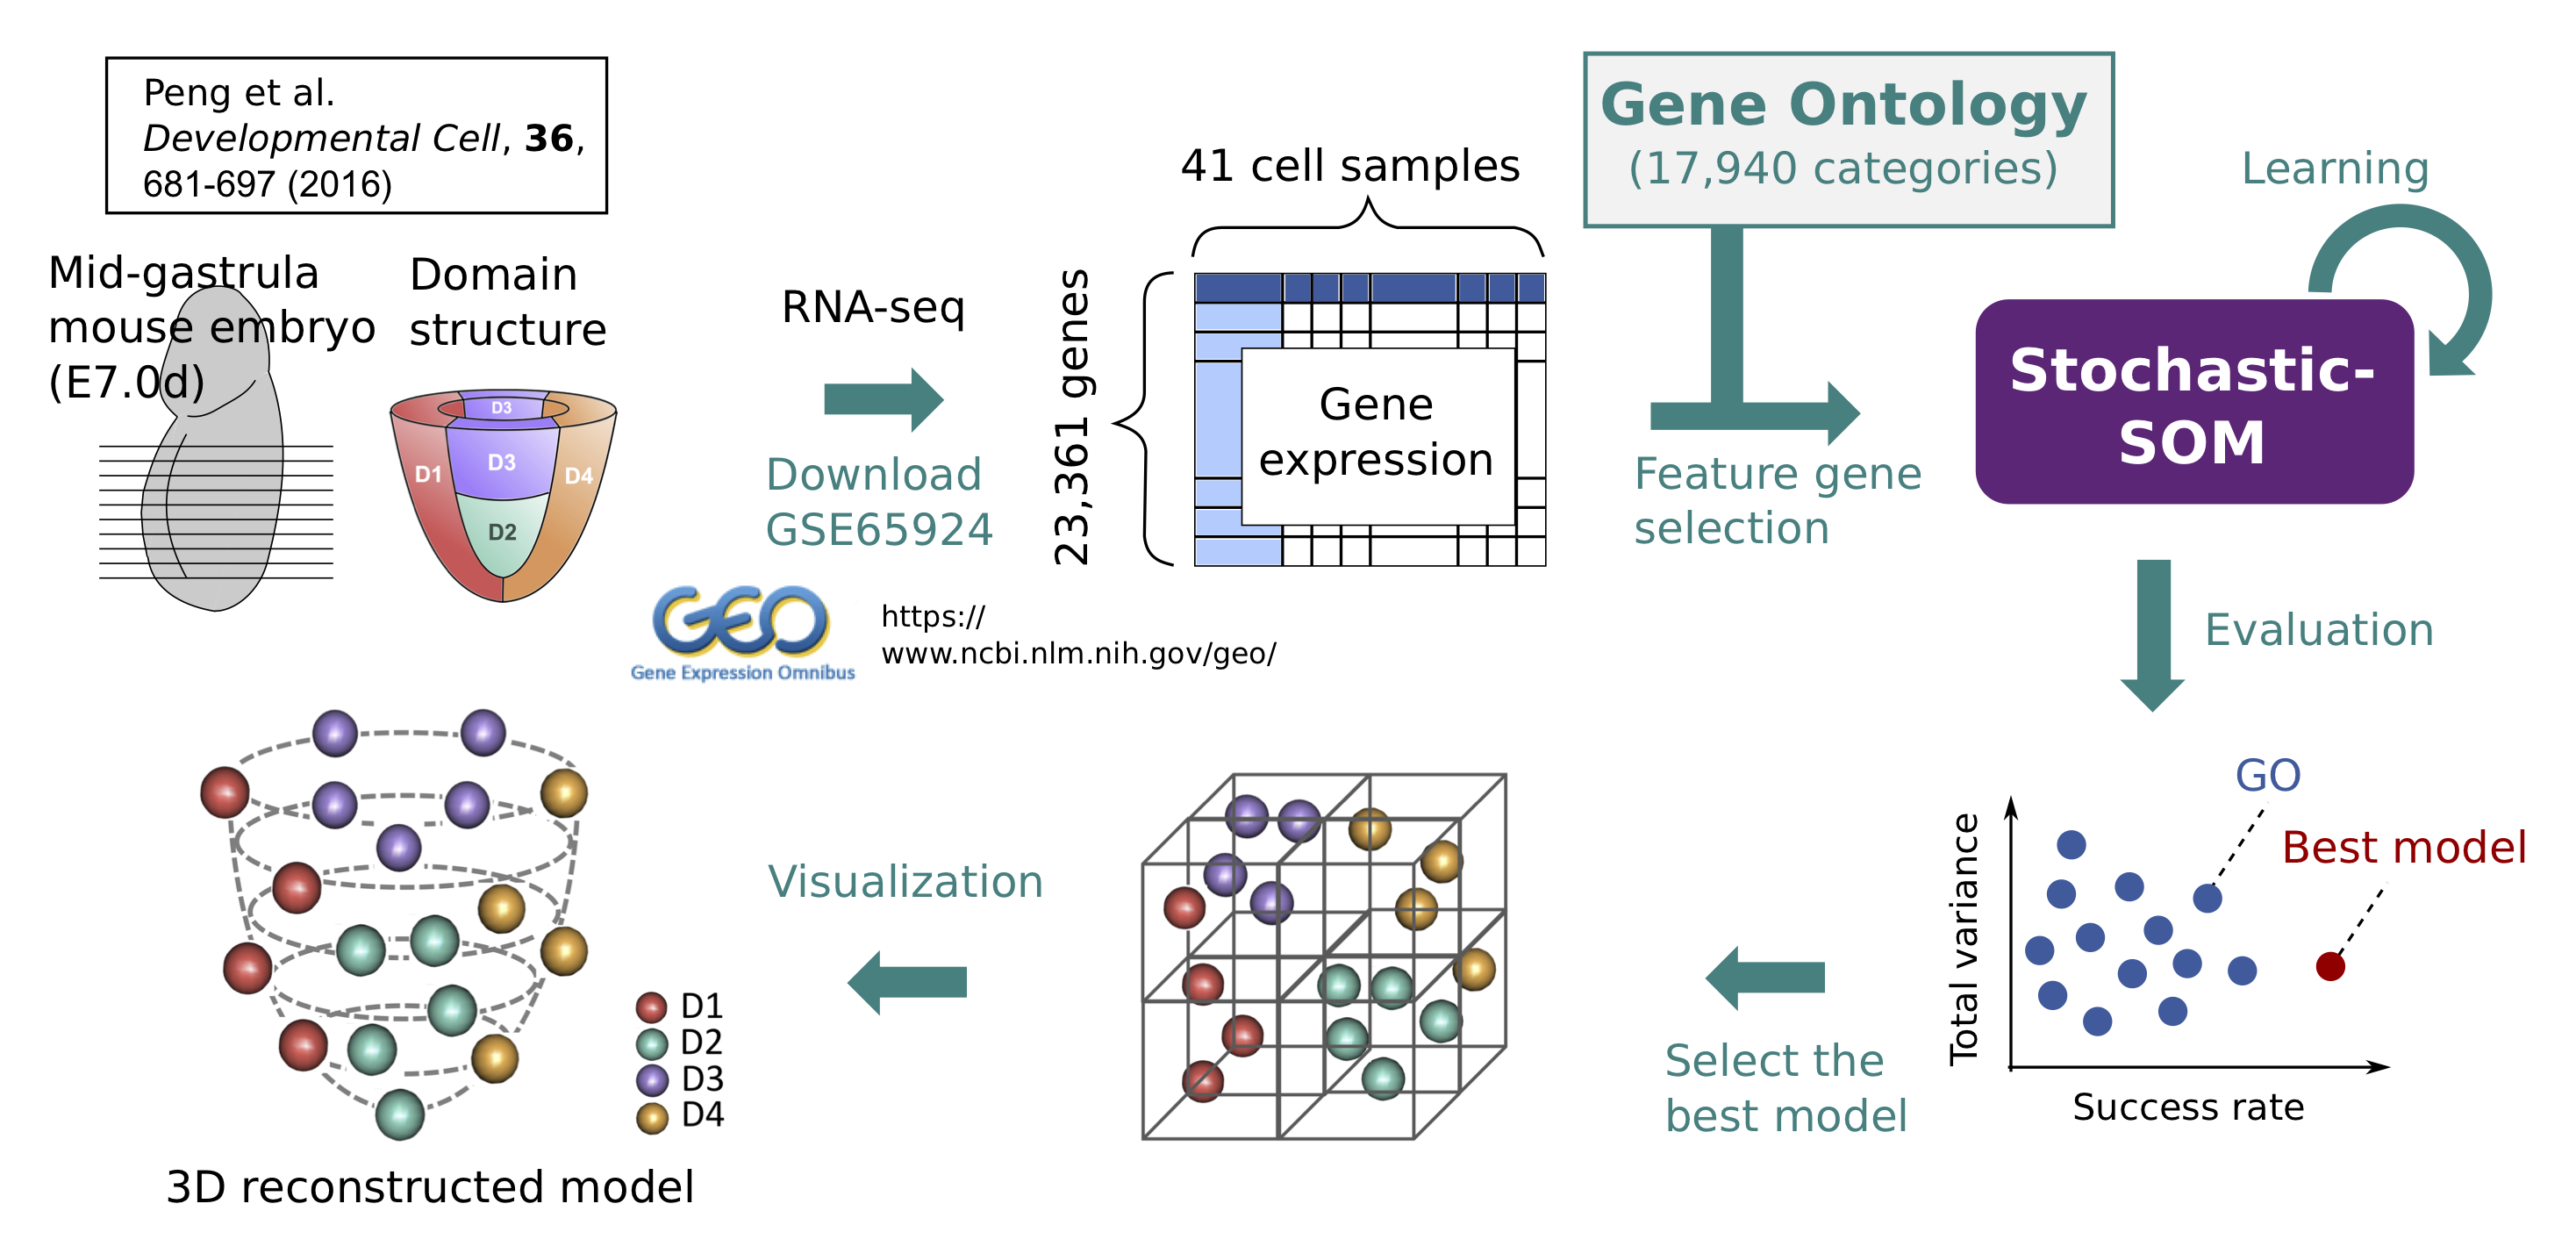 Peng et al.
Developmental Cell, 36,
681-697 (2016)
Mid-gastrula
mouse embryo
(E7.0d)
Domain
structure
D3
D3
D1
D4
D2
RNA-seq
Download
GSE65924
GEO
Gene Expression Omnibus
https://
www.ncbi.nlm.nih.gov/geo/
41 cell samples
23,361 genes
Gene
expression
Gene Ontology
(17,940 categories)
Feature gene
selection
Learning
Stochastic-
SOM
Evaluation
GO
Best model
Total variance
Success rate
Select the
best model
Visualization
D1
D2
D3
D4
3D reconstructed model